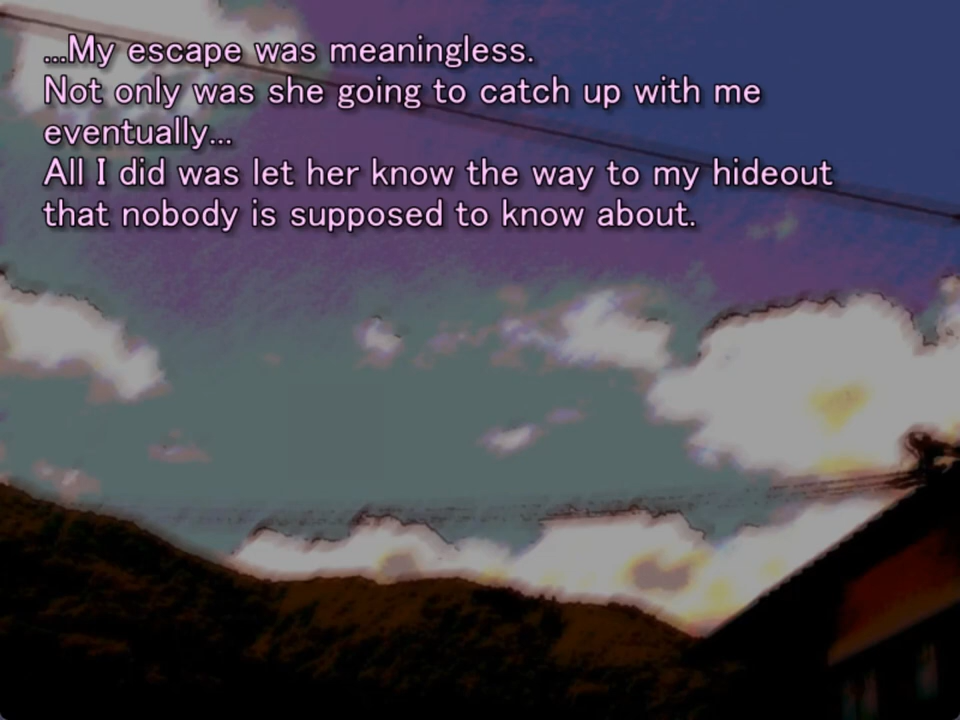 ...My escape was meaningless.
Not only was she going to catch up with me
eventually...
All I did was let her know the way to my hideout
that nobody is supposed to know about.